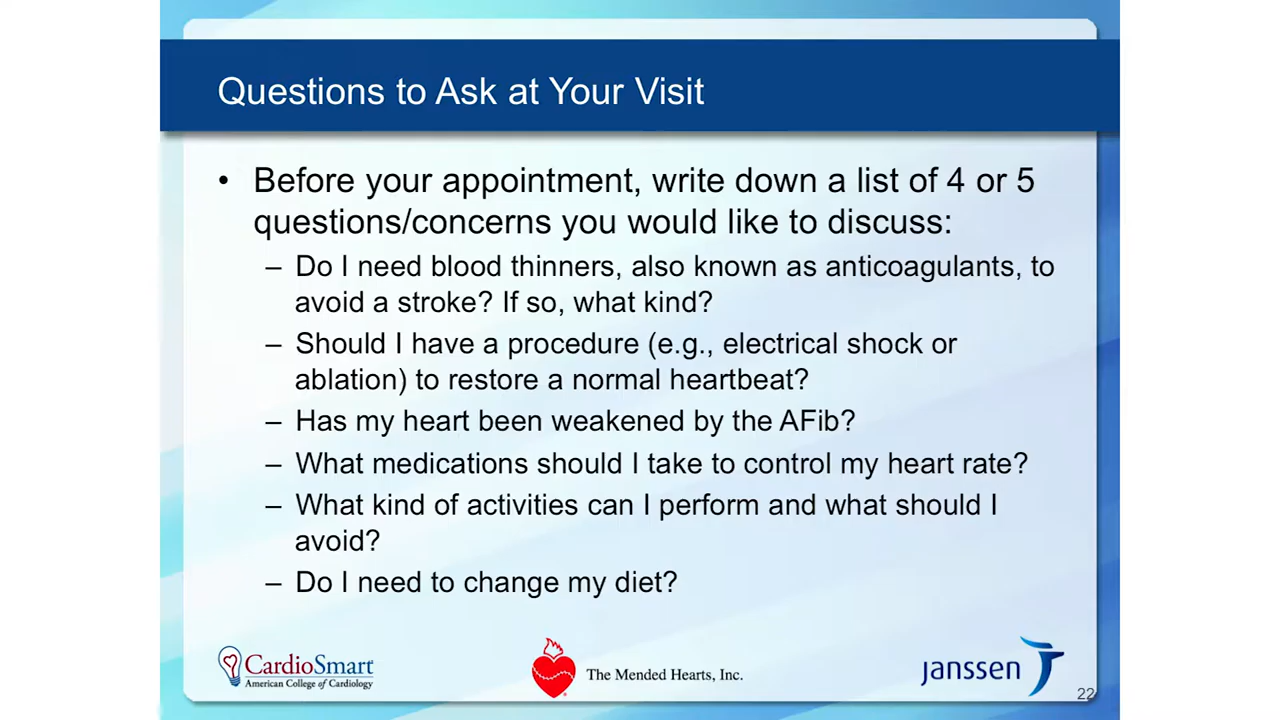 Questions to Ask at Your Visit
• Before your appointment, write down a list of 4 or 5
questions/concerns you would like to discuss:
– Do I need blood thinners, also known as anticoagulants, to
avoid a stroke? If so, what kind?
– Should I have a procedure (e.g., electrical shock or
ablation) to restore a normal heartbeat?
– Has my heart been weakened by the AFib?
– What medications should I take to control my heart rate?
– What kind of activities can I perform and what should I
avoid?
– Do I need to change my diet?
CardioSmart
American College of Cardiology
The Mended Hearts, Inc.
janssen
22